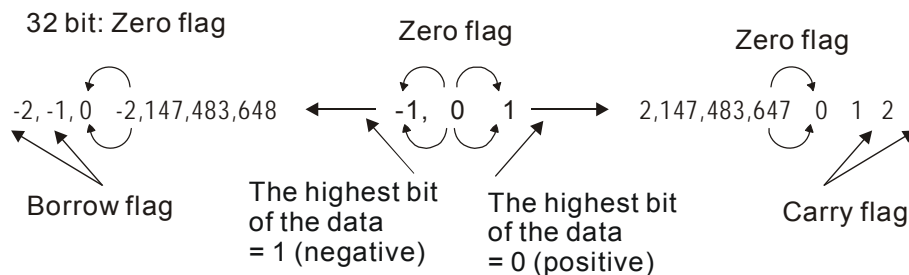 32 bit: Zero flag
Zero flag
Zero flag
-2, -1, 0 -2,147,483,648
-1, 0 1
2,147,483,647 0 1 2
Borrow flag
The highest bit
of the data
= 1 (negative)
The highest bit
of the data
= 0 (positive)
Carry flag